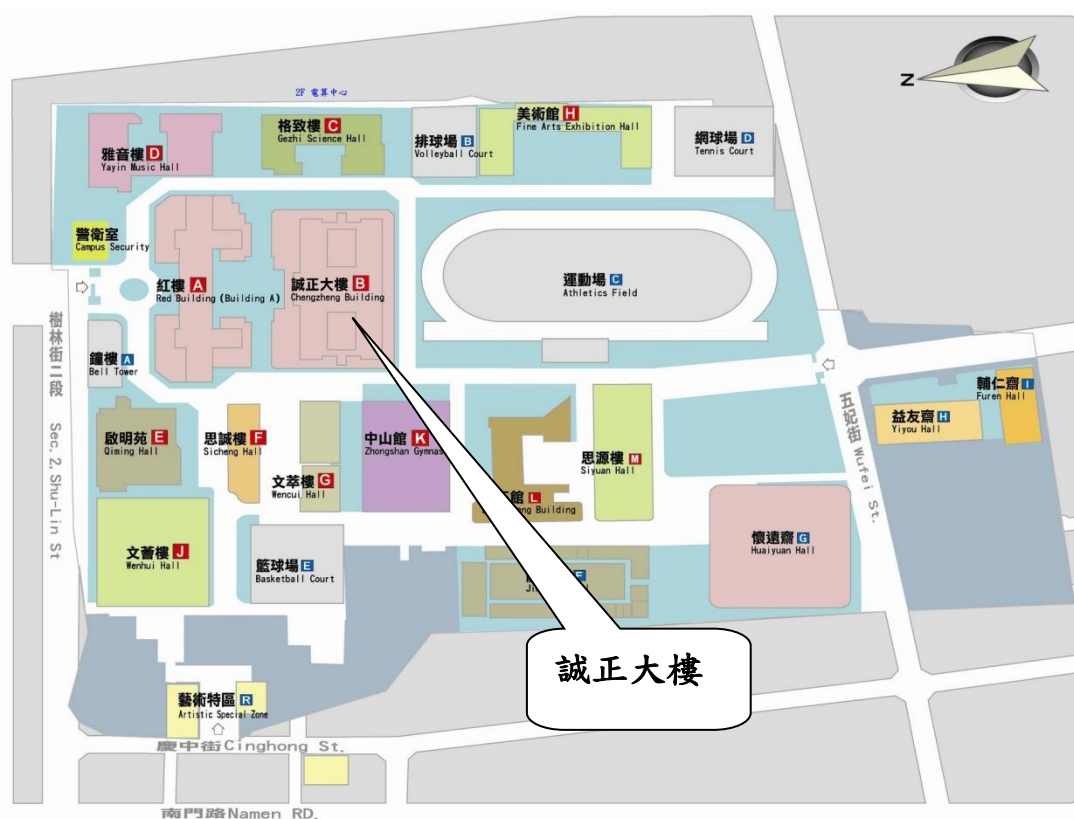 2F 電算中心
N
雅音樓 D
Yayin Music Hall
格致樓 C
Gezhi Science Hall
排球場 B
Volleyball Court
美術館 H
Fine Arts Exhibition Hall
網球場 D
Tennis Court
警衛室
Campus Security
紅樓 A
Red Building (Building A)
誠正大樓 B
Chengzheng Building
運動場 C
Athletics Field
樹林街二段 Sec. 2, Shu-Lin St
鐘樓 A
Bell Tower
啟明苑 E
Qiming Hall
思誠樓 F
Sicheng Hall
文萃樓 G
Wencui Hall
中山館 K
Zhongshan Gymnas
思源樓 M
Siyuan Hall
館 L
ng Building
五妃街 Wufei St.
益友齋 H
Yiyou Hall
輔仁齋 I
Furen Hall
文薈樓 J
Wenhui Hall
籃球場 E
Basketball Court
懷遠齋 G
Huaiyuan Hall
誠正大樓
藝術特區 R
Artistic Special Zone
慶中街Cinghong St.
南門路Namen RD.